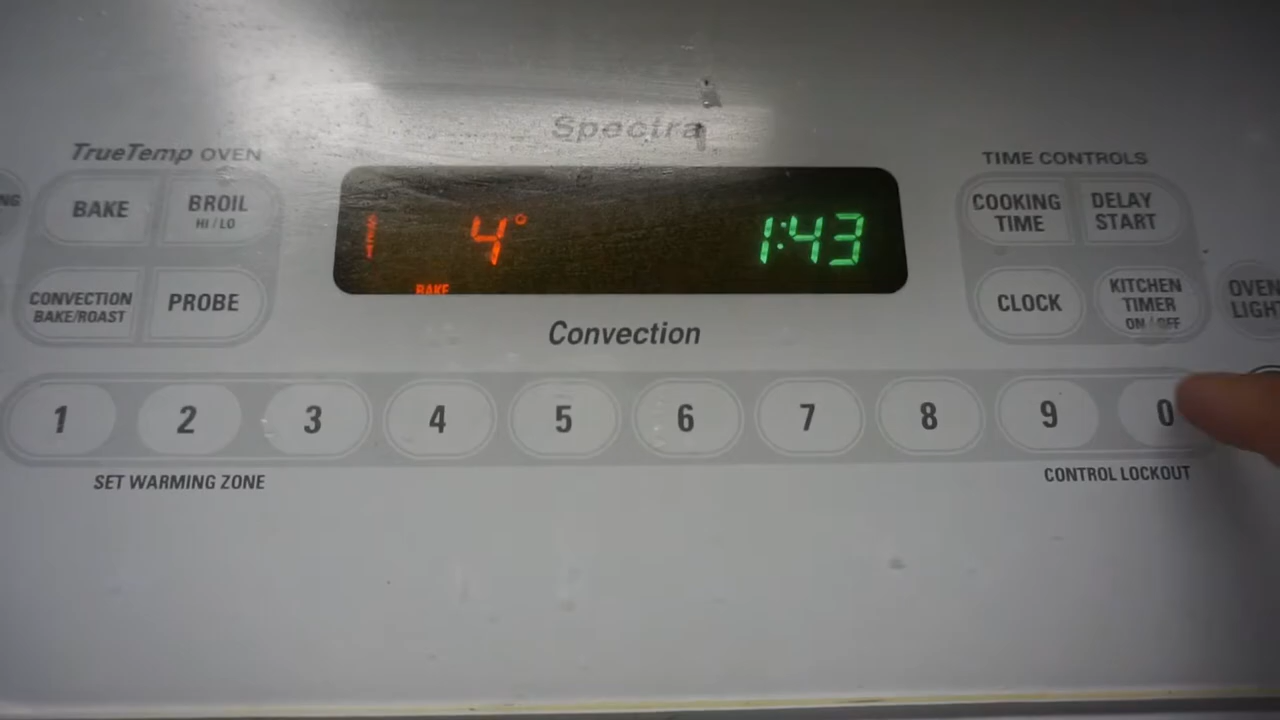 Spectra
TrueTemp OVEN
TIME CONTROLS
BAKE
BROIL
HI / LO
4°
1:43
COOKING
TIME
DELAY
START
BAKE
CONVECTION
BAKE/ROAST
PROBE
Convection
CLOCK
KITCHEN
TIMER
ON / OFF
OVEN
LIGH
1 2 3 4 5 6 7 8 9 0
SET WARMING ZONE
CONTROL LOCKOUT